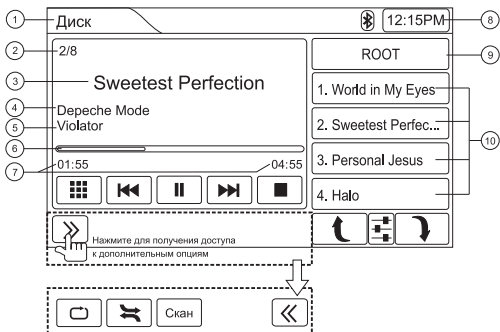 1 Диск 12:15PM 8
2 2/8 ROOT 9
3 Sweetest Perfection 1. World in My Eyes
4 Depeche Mode 2. Sweetest Perfec...
5 Violator 10
6 3. Personal Jesus
7 01:55 04:55
4. Halo
Нажмите для получения доступа
к дополнительным опциям
Скан